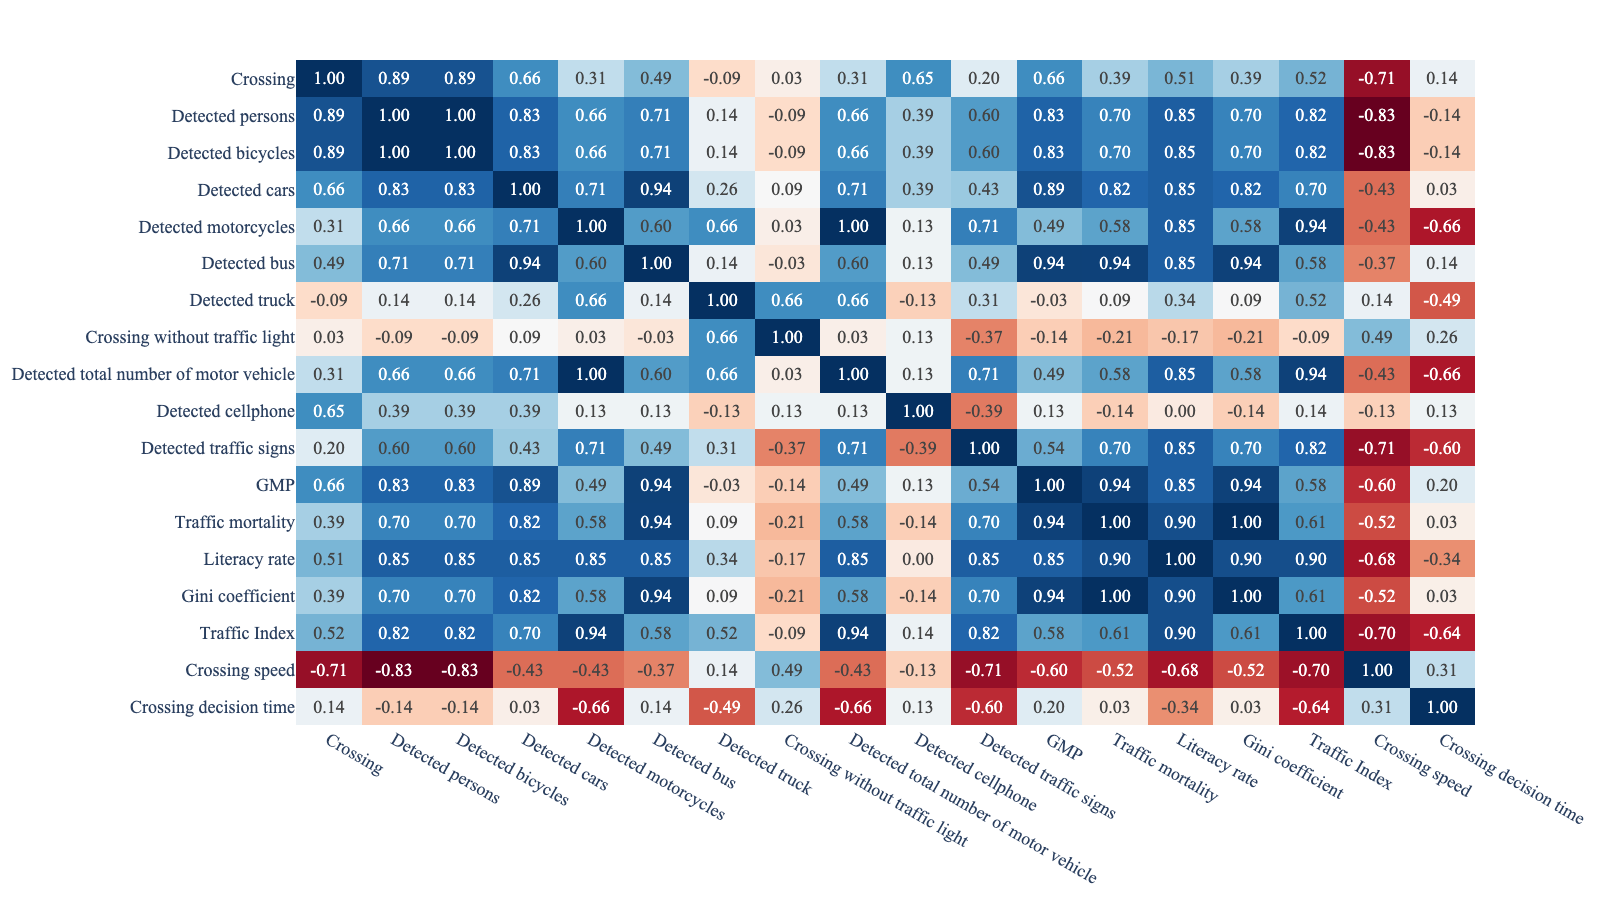 Crossing 1.00 0.89 0.89 0.66 0.31 0.49 -0.09 0.03 0.31 0.65 0.20 0.66 0.39 0.51 0.39 0.52 -0.71 0.14
Detected persons 0.89 1.00 1.00 0.83 0.66 0.71 0.14 -0.09 0.66 0.39 0.60 0.83 0.70 0.85 0.70 0.82 -0.83 -0.14
Detected bicycles 0.89 1.00 1.00 0.83 0.66 0.71 0.14 -0.09 0.66 0.39 0.60 0.83 0.70 0.85 0.70 0.82 -0.83 -0.14
Detected cars 0.66 0.83 0.83 1.00 0.71 0.94 0.26 0.09 0.71 0.39 0.43 0.89 0.82 0.85 0.82 0.70 -0.43 0.03
Detected motorcycles 0.31 0.66 0.66 0.71 1.00 0.60 0.66 0.03 1.00 0.13 0.71 0.49 0.58 0.85 0.58 0.94 -0.43 -0.66
Detected bus 0.49 0.71 0.71 0.94 0.60 1.00 0.14 -0.03 0.60 0.13 0.49 0.94 0.94 0.85 0.94 0.58 -0.37 0.14
Detected truck -0.09 0.14 0.14 0.26 0.66 0.14 1.00 0.66 0.66 -0.13 0.31 -0.03 0.09 0.34 0.09 0.52 0.14 -0.49
Crossing without traffic light 0.03 -0.09 -0.09 0.09 0.03 -0.03 0.66 1.00 0.03 0.13 -0.37 -0.14 -0.21 -0.17 -0.21 -0.09 0.49 0.26
Detected total number of motor vehicle 0.31 0.66 0.66 0.71 1.00 0.60 0.66 0.03 1.00 0.13 0.71 0.49 0.58 0.85 0.58 0.94 -0.43 -0.66
Detected cellphone 0.65 0.39 0.39 0.39 0.13 0.13 -0.13 0.13 0.13 1.00 -0.39 0.13 -0.14 0.00 -0.14 0.14 -0.13 0.13
Detected traffic signs 0.20 0.60 0.60 0.43 0.71 0.49 0.31 -0.37 0.71 -0.39 1.00 0.54 0.70 0.85 0.70 0.82 -0.71 -0.60
GMP 0.66 0.83 0.83 0.89 0.49 0.94 -0.03 -0.14 0.49 0.13 0.54 1.00 0.94 0.85 0.94 0.58 -0.60 0.20
Traffic mortality 0.39 0.70 0.70 0.82 0.58 0.94 0.09 -0.21 0.58 -0.14 0.70 0.94 1.00 0.90 1.00 0.61 -0.52 0.03
Literacy rate 0.51 0.85 0.85 0.85 0.85 0.85 0.34 -0.17 0.85 0.00 0.85 0.85 0.90 1.00 0.90 0.90 -0.68 -0.34
Gini coefficient 0.39 0.70 0.70 0.82 0.58 0.94 0.09 -0.21 0.58 -0.14 0.70 0.94 1.00 0.90 1.00 0.61 -0.52 0.03
Traffic Index 0.52 0.82 0.82 0.70 0.94 0.58 0.52 -0.09 0.94 0.14 0.82 0.58 0.61 0.90 0.61 1.00 -0.70 -0.64
Crossing speed -0.71 -0.83 -0.83 -0.43 -0.43 -0.37 0.14 0.49 -0.43 -0.13 -0.71 -0.60 -0.52 -0.68 -0.52 -0.70 1.00 0.31
Crossing decision time 0.14 -0.14 -0.14 0.03 -0.66 0.14 -0.49 0.26 -0.66 0.13 -0.60 0.20 0.03 -0.34 0.03 -0.64 0.31 1.00
Crossing
Detected persons
Detected bicycles
Detected cars
Detected motorcycles
Detected bus
Detected truck
Crossing without traffic light
Detected total number of motor vehicle
Detected cellphone
Detected traffic signs
GMP
Traffic mortality
Literacy rate
Gini coefficient
Traffic Index
Crossing speed
Crossing decision time